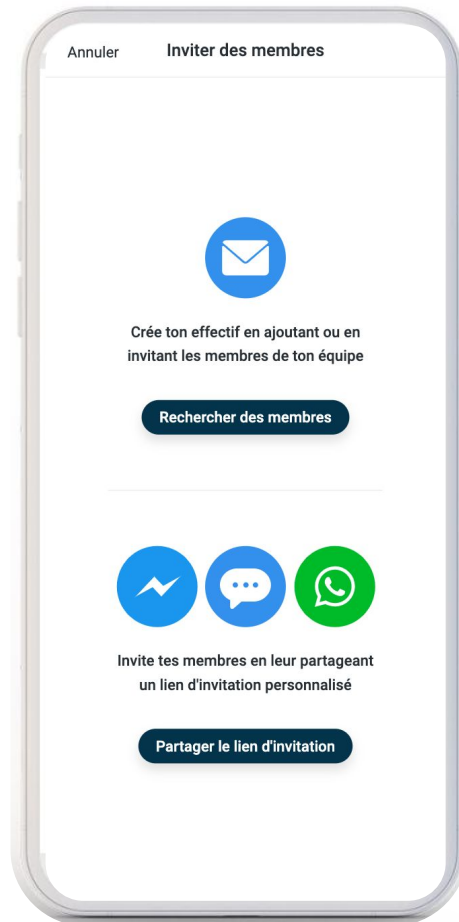 Annuler Inviter des membres
Crée ton effectif en ajoutant ou en
invitant les membres de ton équipe
Rechercher des membres
Invite tes membres en leur partageant
un lien d'invitation personnalisé
Partager le lien d'invitation